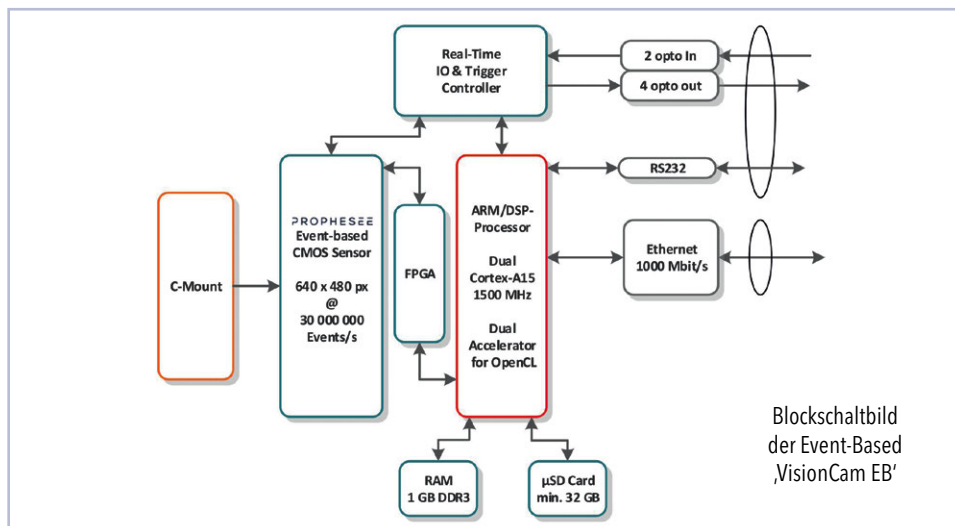 Real-Time
IO & Trigger
Controller
2 opto In
4 opto out
RS232
C-Mount
PROPHESEE
Event-based
CMOS Sensor
640 x 480 px
@
30 000 000
Events/s
FPGA
ARM/DSP-
Processor
Dual
Cortex-A15
1500 MHz
Dual
Accelerator
for OpenCL
Ethernet
1000 Mbit/s
RAM
1 GB DDR3
µSD Card
min. 32 GB
Blockschaltbild
der Event-Based
‚VisionCam EB‘